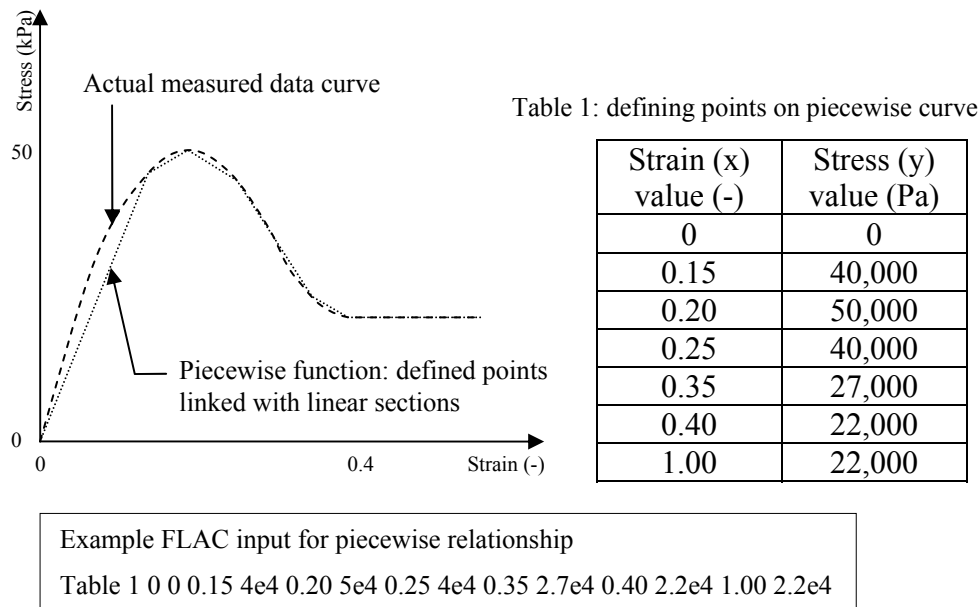 Stress (kPa)
Actual measured data curve
50
Piecewise function: defined points
linked with linear sections
0
0
0.4
Strain (-)
Table 1: defining points on piecewise curve
Strain (x) value (-) Stress (y) value (Pa)
0 0
0.15 40,000
0.20 50,000
0.25 40,000
0.35 27,000
0.40 22,000
1.00 22,000
Example FLAC input for piecewise relationship
Table 1 0 0 0.15 4e4 0.20 5e4 0.25 4e4 0.35 2.7e4 0.40 2.2e4 1.00 2.2e4